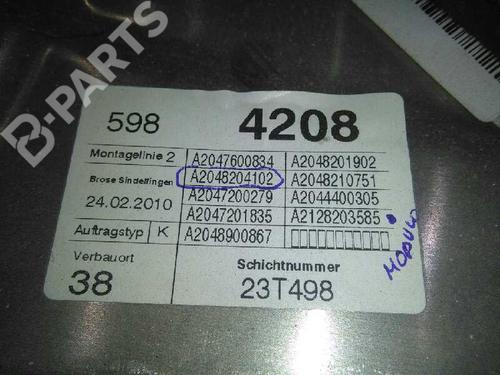 B-PARTS
598 4208
Montagelinie 2 A2047600834 A2048201902
Brose Sindelfingen A2048204102 A2048210751
24.02.2010 A2047200279 A2044400305
A2047201835 A2128203585
Auftragstyp K A2048900867
Verbauort Schichtnummer
38 23T498